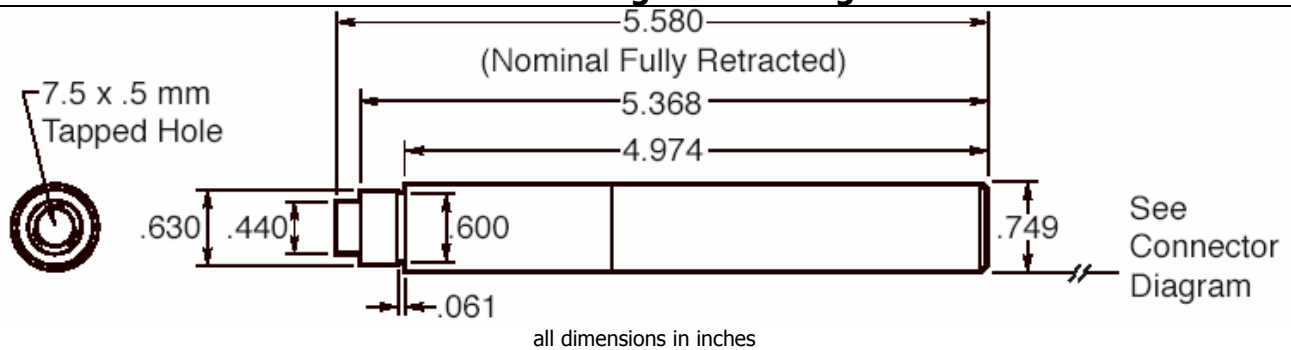 5.580
(Nominal Fully Retracted)
7.5 x .5 mm
Tapped Hole
5.368
4.974
.630
.440
.600
.749
See
Connector
Diagram
.061
all dimensions in inches